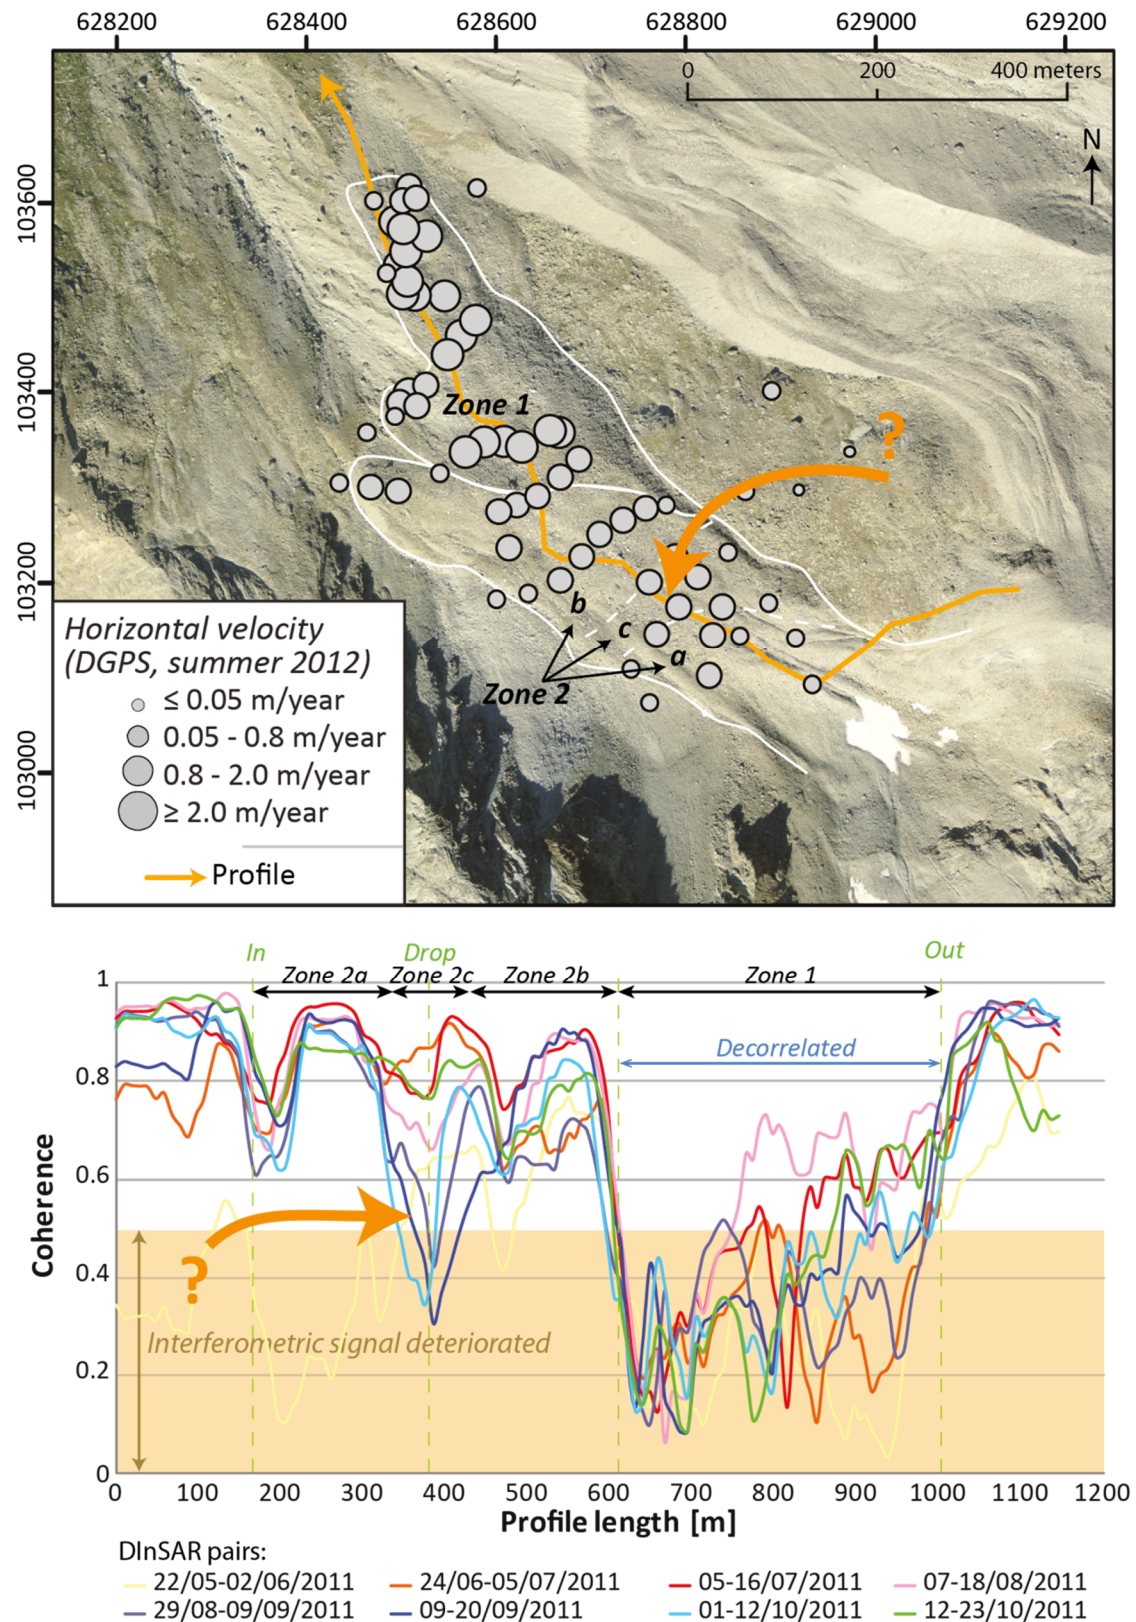 628200 628400 628600 628800 629000 629200
0 200 400 meters
N
103600
103400
103200
103000
Zone 1
?
b
c
a
Zone 2
Horizontal velocity
(DGPS, summer 2012)
≤ 0.05 m/year
0.05 - 0.8 m/year
0.8 - 2.0 m/year
≥ 2.0 m/year
Profile
In Drop Out
Zone 2a Zone 2c Zone 2b Zone 1
Decorrelated
Coherence
1
0.8
0.6
0.4
0.2
0
?
Interferometric signal deteriorated
0 100 200 300 400 500 600 700 800 900 1000 1100 1200
Profile length [m]
DInSAR pairs:
22/05-02/06/2011 24/06-05/07/2011 05-16/07/2011 07-18/08/2011
29/08-09/09/2011 09-20/09/2011 01-12/10/2011 12-23/10/2011